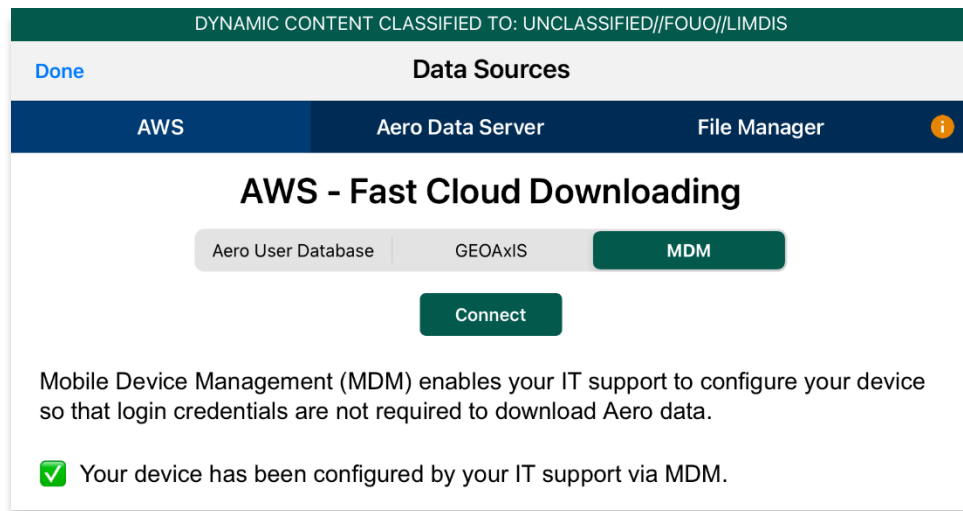 DYNAMIC CONTENT CLASSIFIED TO: UNCLASSIFIED//FOUO//LIMDIS
Done
Data Sources
AWS
Aero Data Server
File Manager
i
AWS - Fast Cloud Downloading
Aero User Database
GEOAxIS
MDM
Connect
Mobile Device Management (MDM) enables your IT support to configure your device
so that login credentials are not required to download Aero data.
✅ Your device has been configured by your IT support via MDM.